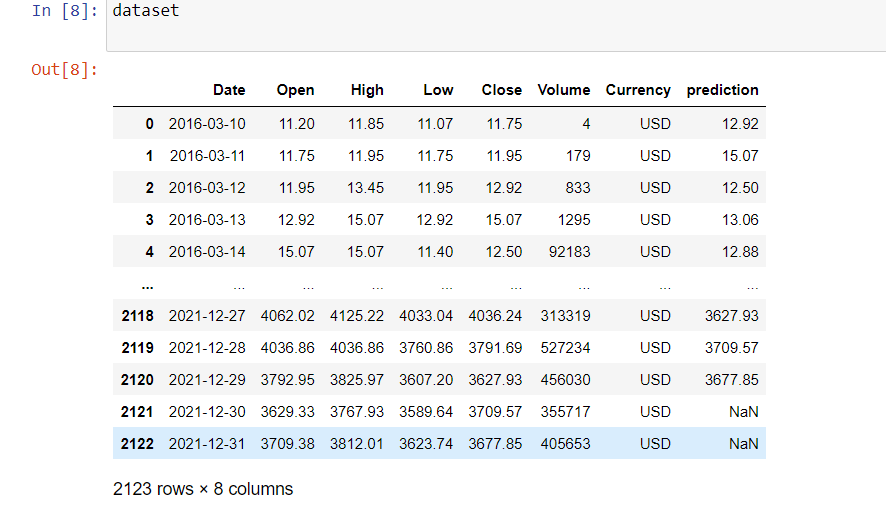 In [8]: dataset
Out[8]:
Date Open High Low Close Volume Currency prediction
0 2016-03-10 11.20 11.85 11.07 11.75 4 USD 12.92
1 2016-03-11 11.75 11.95 11.75 11.95 179 USD 15.07
2 2016-03-12 11.95 13.45 11.95 12.92 833 USD 12.50
3 2016-03-13 12.92 15.07 12.92 15.07 1295 USD 13.06
4 2016-03-14 15.07 15.07 11.40 12.50 92183 USD 12.88
... ... ... ... ... ... ... ... ...
2118 2021-12-27 4062.02 4125.22 4033.04 4036.24 313319 USD 3627.93
2119 2021-12-28 4036.86 4036.86 3760.86 3791.69 527234 USD 3709.57
2120 2021-12-29 3792.95 3825.97 3607.20 3627.93 456030 USD 3677.85
2121 2021-12-30 3629.33 3767.93 3589.64 3709.57 355717 USD NaN
2122 2021-12-31 3709.38 3812.01 3623.74 3677.85 405653 USD NaN
2123 rows × 8 columns